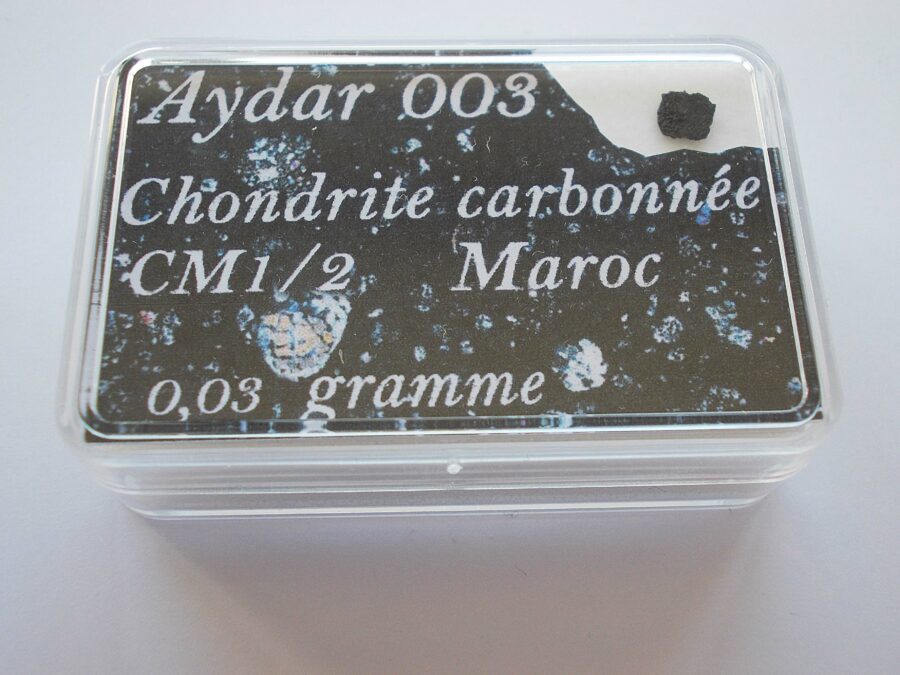 Aydar 003
Chondrite carbonnée
CM1/2 Maroc
0,03 gramme